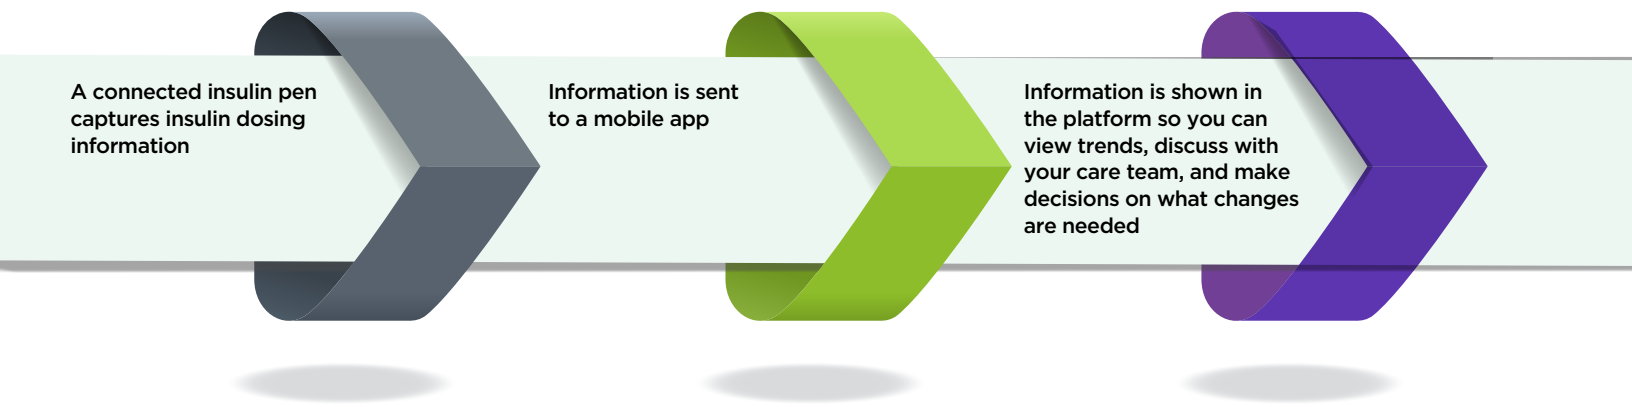 A connected insulin pen
captures insulin dosing
information
Information is sent
to a mobile app
Information is shown in
the platform so you can
view trends, discuss with
your care team, and make
decisions on what changes
are needed